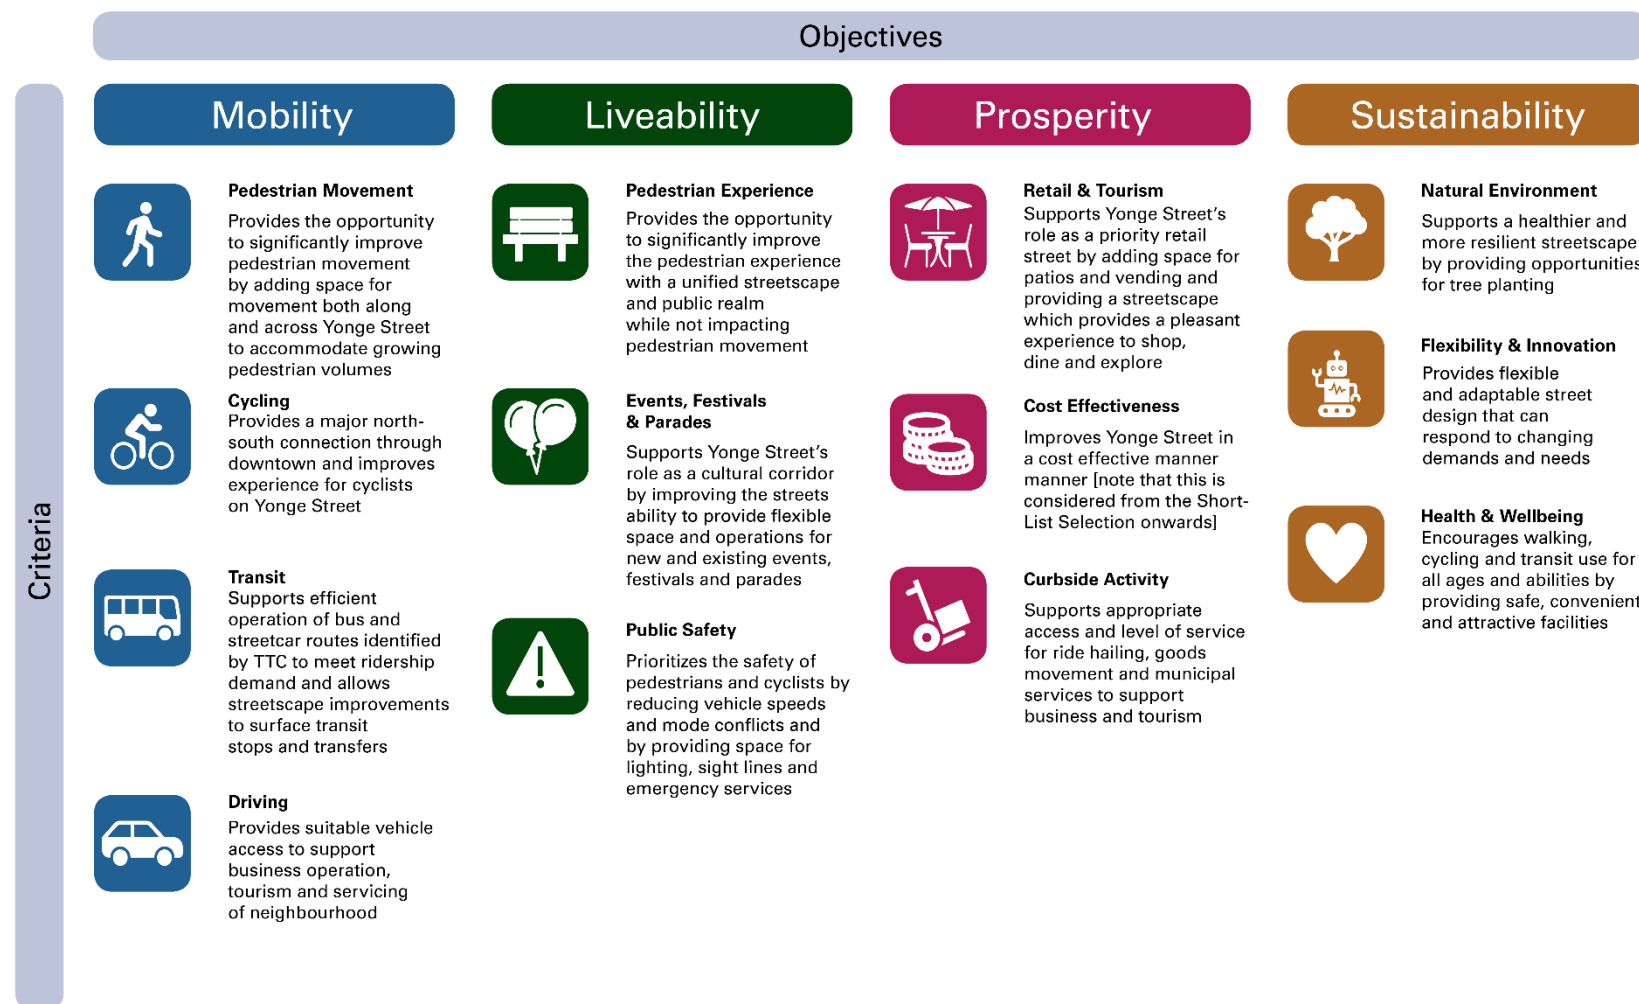 Objectives
Criteria
Mobility
Pedestrian Movement
Provides the opportunity
to significantly improve
pedestrian movement
by adding space for
movement both along
and across Yonge Street
to accommodate growing
pedestrian volumes
Cycling
Provides a major north-
south connection through
downtown and improves
experience for cyclists
on Yonge Street
Transit
Supports efficient
operation of bus and
streetcar routes identified
by TTC to meet ridership
demand and allows
streetscape improvements
to surface transit
stops and transfers
Driving
Provides suitable vehicle
access to support
business operation,
tourism and servicing
of neighbourhood
Liveability
Pedestrian Experience
Provides the opportunity
to significantly improve
the pedestrian experience
with a unified streetscape
and public realm
while not impacting
pedestrian movement
Events, Festivals
& Parades
Supports Yonge Street's
role as a cultural corridor
by improving the streets
ability to provide flexible
space and operations for
new and existing events,
festivals and parades
Public Safety
Prioritizes the safety of
pedestrians and cyclists by
reducing vehicle speeds
and mode conflicts and
by providing space for
lighting, sight lines and
emergency services
Prosperity
Retail & Tourism
Supports Yonge Street's
role as a priority retail
street by adding space for
patios and vending and
providing a streetscape
which provides a pleasant
experience to shop,
dine and explore
Cost Effectiveness
Improves Yonge Street in
a cost effective manner
manner [note that this is
considered from the Short-
List Selection onwards]
Curbside Activity
Supports appropriate
access and level of service
for ride hailing, goods
movement and municipal
services to support
business and tourism
Sustainability
Natural Environment
Supports a healthier and
more resilient streetscape
by providing opportunities
for tree planting
Flexibility & Innovation
Provides flexible
and adaptable street
design that can
respond to changing
demands and needs
Health & Wellbeing
Encourages walking,
cycling and transit use for
all ages and abilities by
providing safe, convenient
and attractive facilities